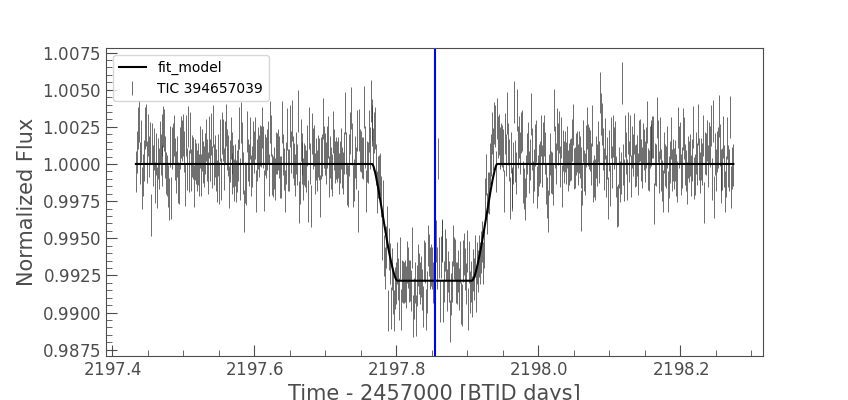 1.0075
1.0050
1.0025
1.0000
0.9975
0.9950
0.9925
0.9900
0.9875
Normalized Flux
fit_model
TIC 394657039
2197.4 2197.6 2197.8 2198.0 2198.2
Time - 2457000 [BTJD days]